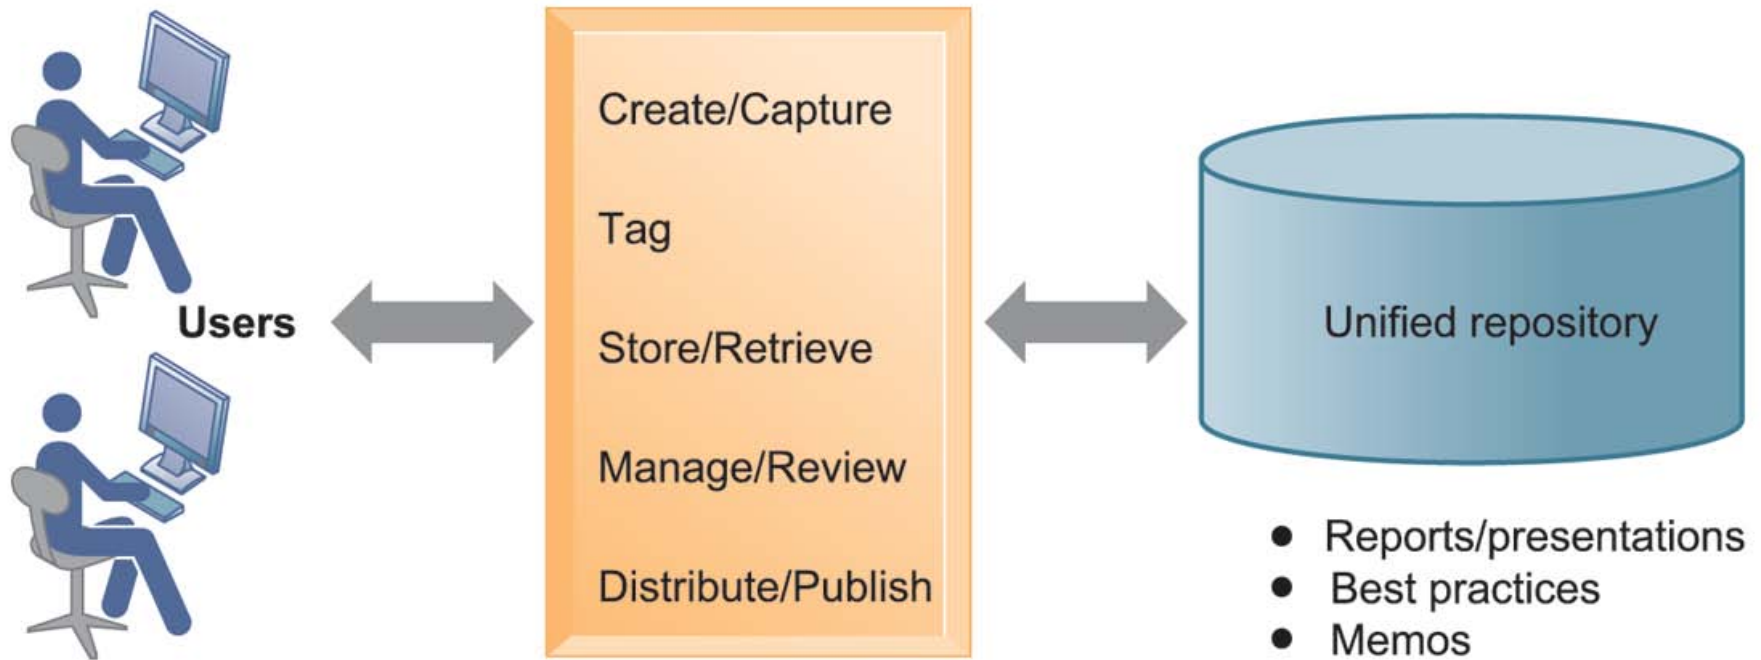 Users
Create/Capture
Tag
Store/Retrieve
Manage/Review
Distribute/Publish
Unified repository
● Reports/presentations
● Best practices
● Memos